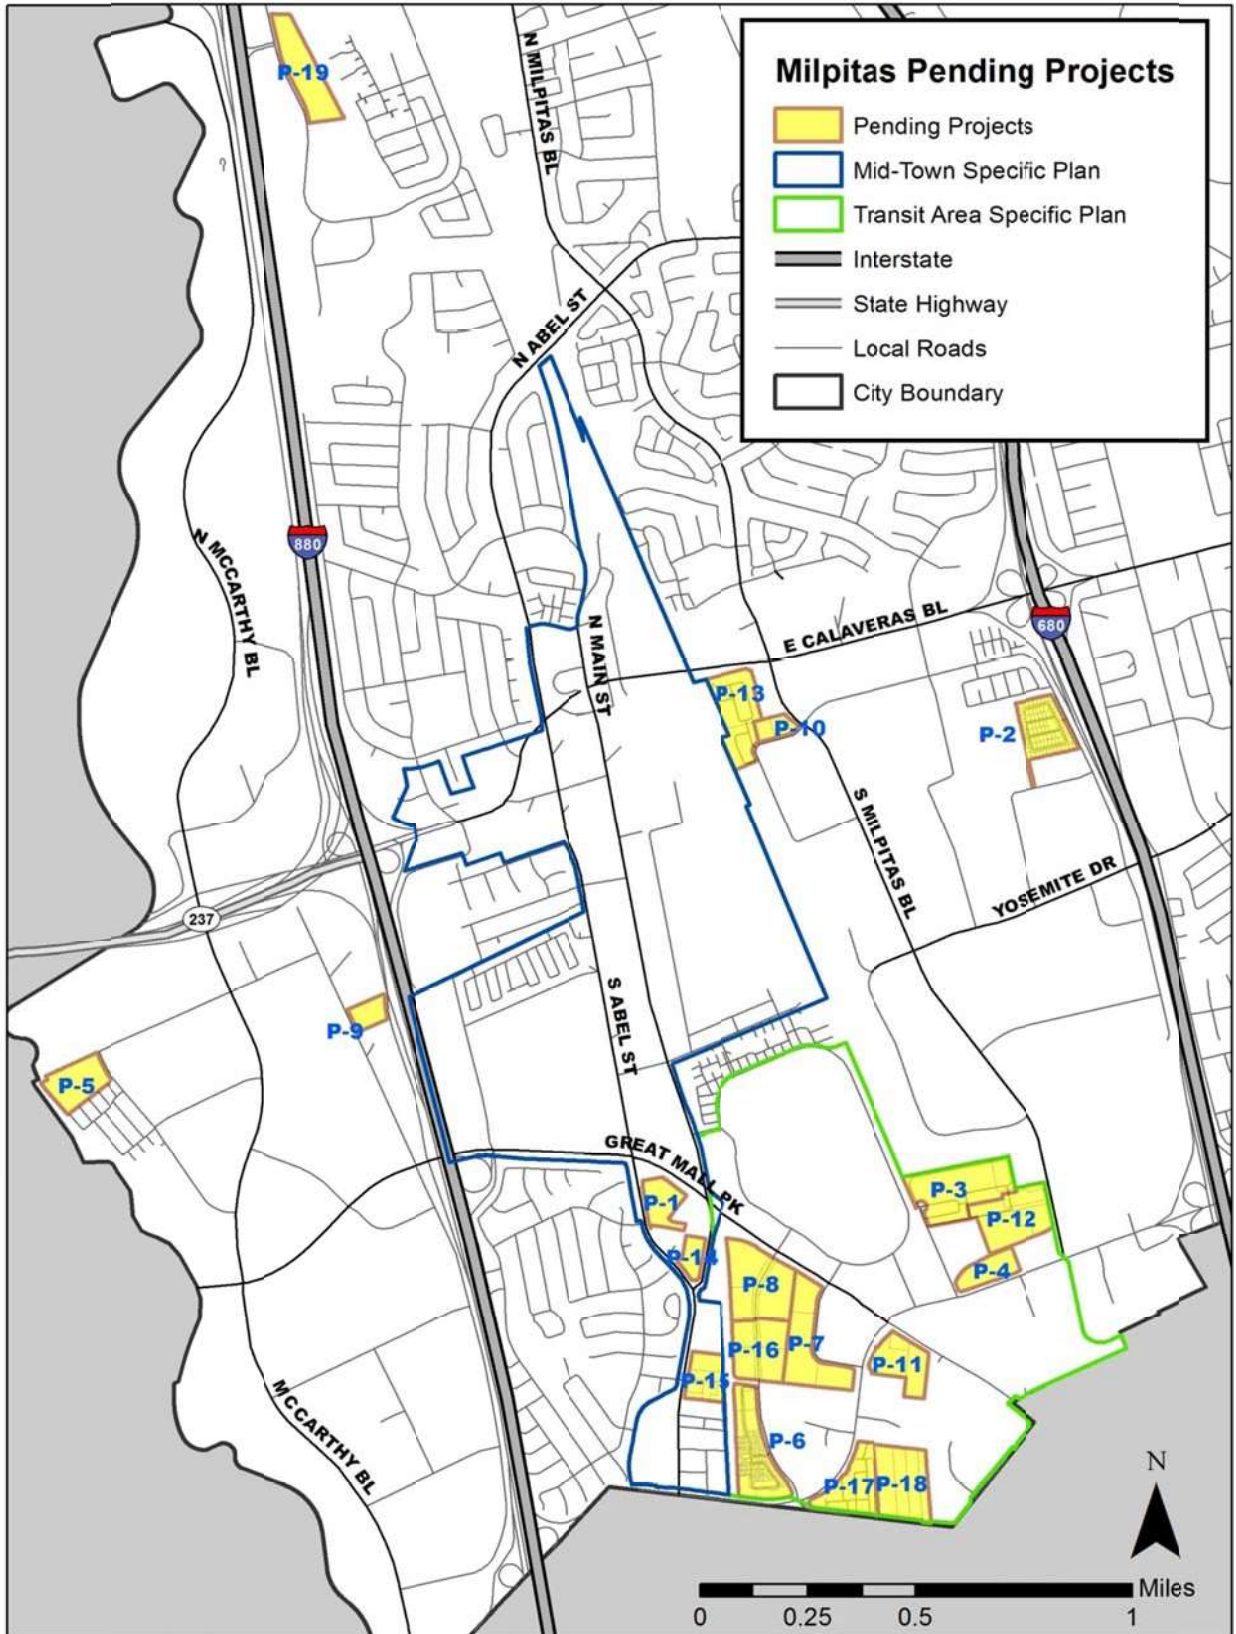 Milpitas Pending Projects
Pending Projects
Mid-Town Specific Plan
Transit Area Specific Plan
Interstate
State Highway
Local Roads
City Boundary
P-19
N MILPITAS BL
N ABEL ST
N MCCARTHY BL
880
N MAIN ST
E CALAVERAS BL
680
P-13
P-10
P-2
S MILPITAS BL
YOSEMITE DR
237
P-9
S ABEL ST
P-5
GREAT MALL PK
P-1
P-3
P-12
P-14
P-4
P-8
P-16
P-7
P-11
P-15
MCCARTHY BL
P-6
P-17
P-18
N
Miles
0
0.25
0.5
1